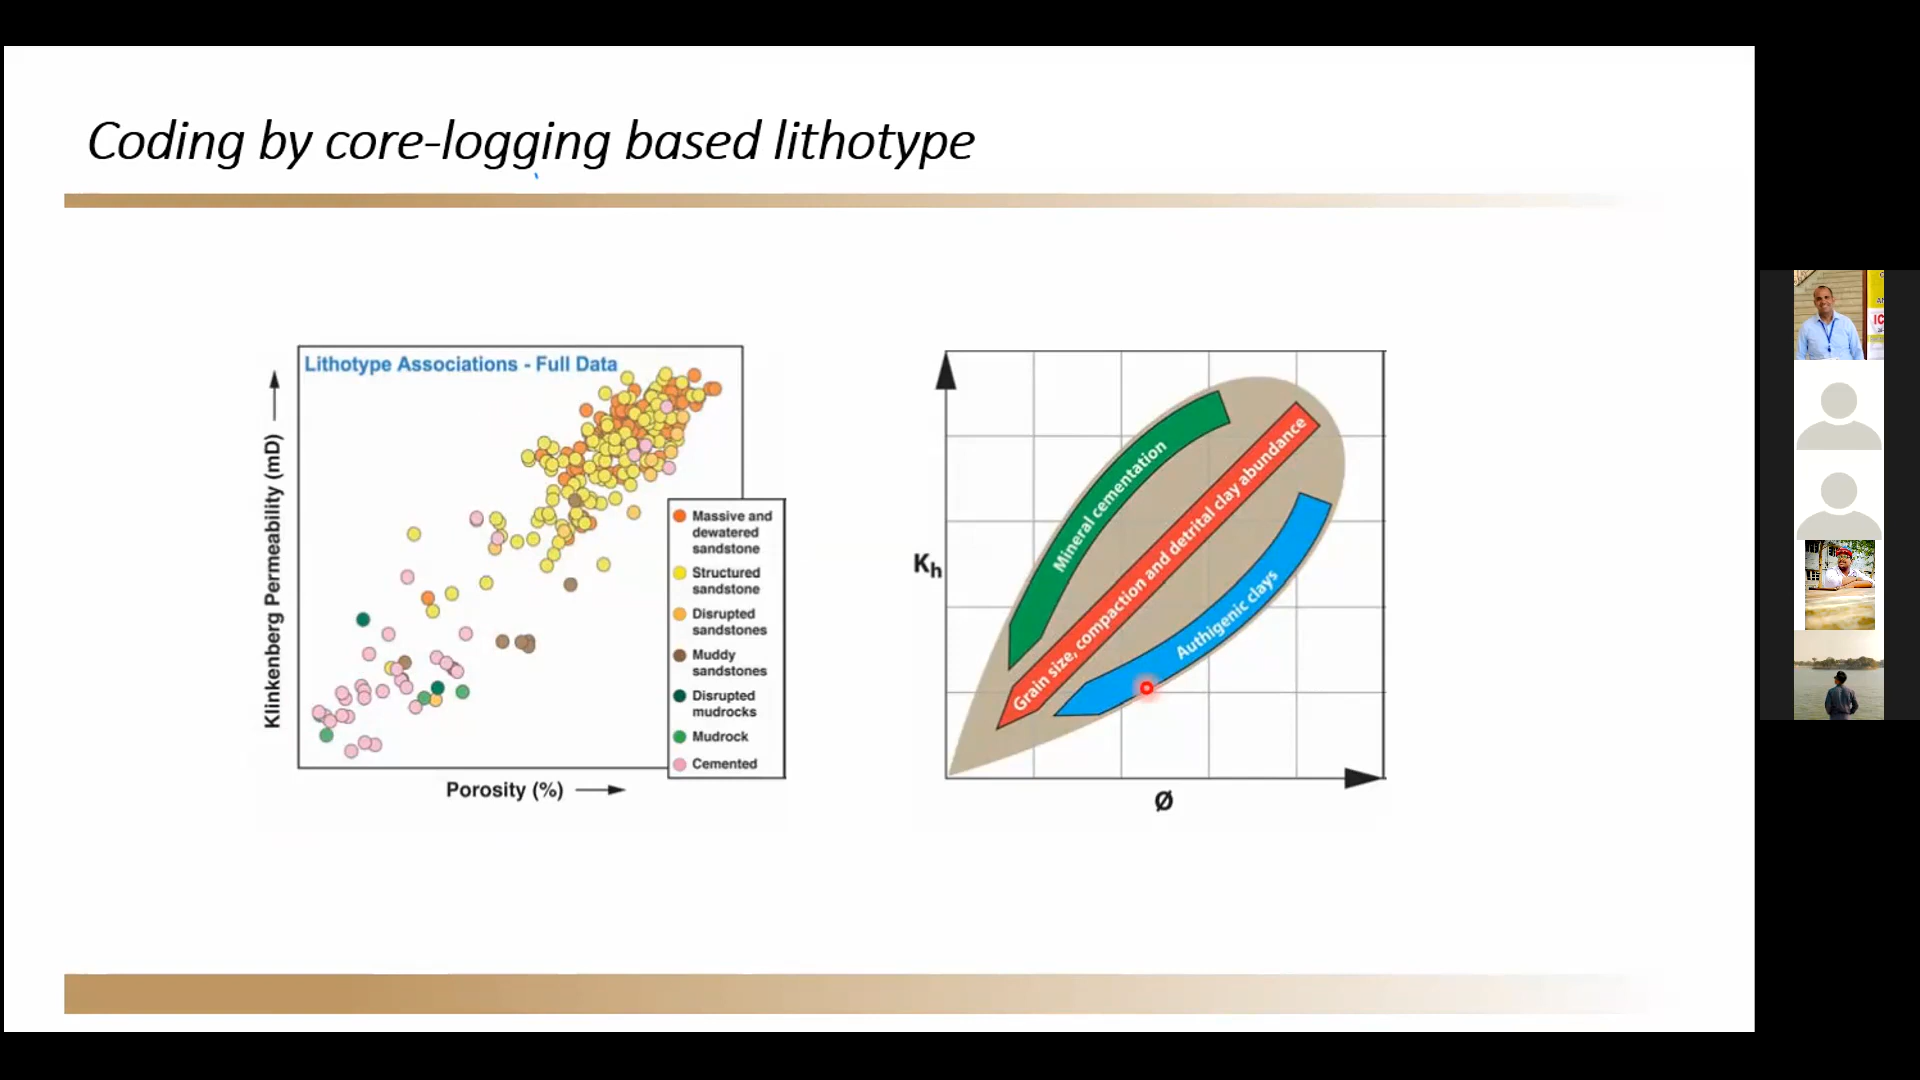 Coding by core-logging based lithotype
Lithotype Associations - Full Data
Klinkenberg Permeability (mD)
Massive and
dewatered
sandstone
Structured
sandstone
Disrupted
sandstones
Muddy
sandstones
Disrupted
mudrocks
Mudrock
Cemented
Porosity (%)
Kh
Mineral cementation
Grain size, compaction and detrital clay abundance
Authigenic clays
Ø
IC